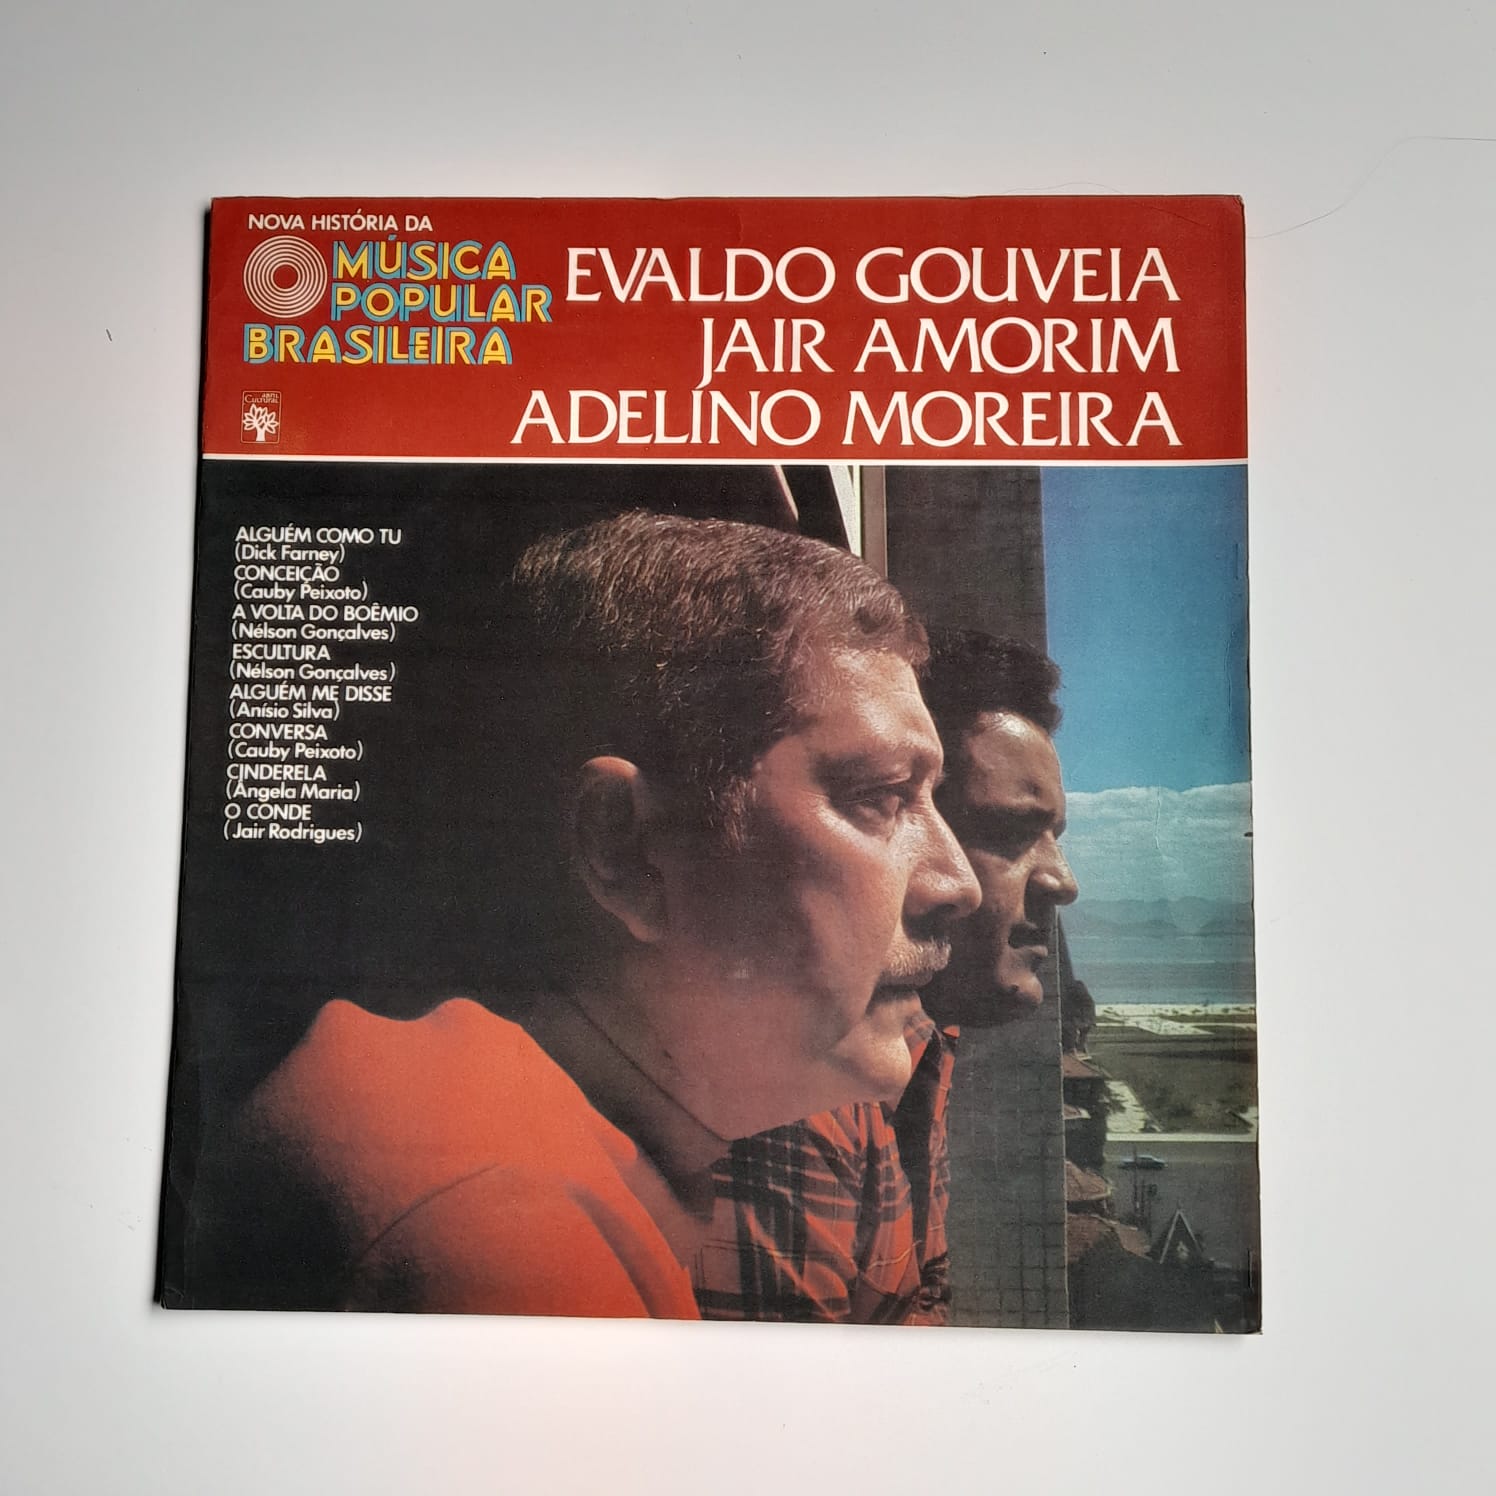 NOVA HISTÓRIA DA
MÚSICA
POPULAR
BRASILEIRA
ABRIL
Cultural
EVALDO GOUVEIA
JAIR AMORIM
ADELINO MOREIRA
ALGUÉM COMO TU
(Dick Farney)
CONCEIÇÃO
(Cauby Peixoto)
A VOLTA DO BOÊMIO
(Nélson Gonçalves)
ESCULTURA
(Nélson Gonçalves)
ALGUÉM ME DISSE
(Anísio Silva)
CONVERSA
(Cauby Peixoto)
CINDERELA
(Ângela Maria)
O CONDE
(Jair Rodrigues)